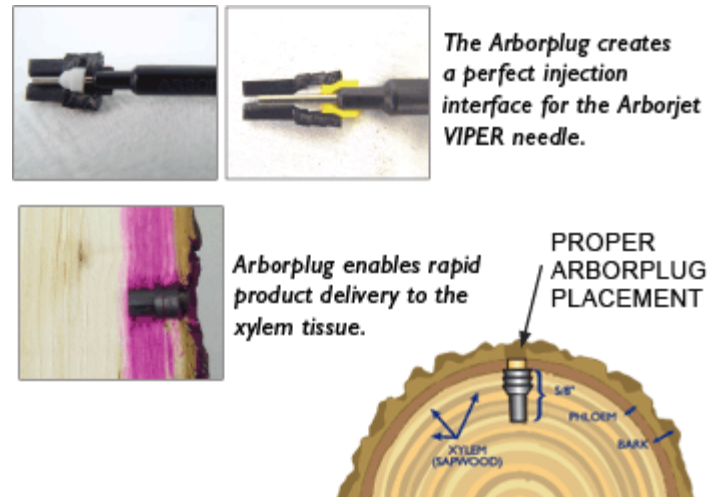 The Arborplug creates
a perfect injection
interface for the Arborjet
VIPER needle.
Arborplug enables rapid
product delivery to the
xylem tissue.
PROPER
ARBORPLUG
PLACEMENT
5/8"
PHLOEM
BARK
XYLEM
(SAPWOOD)